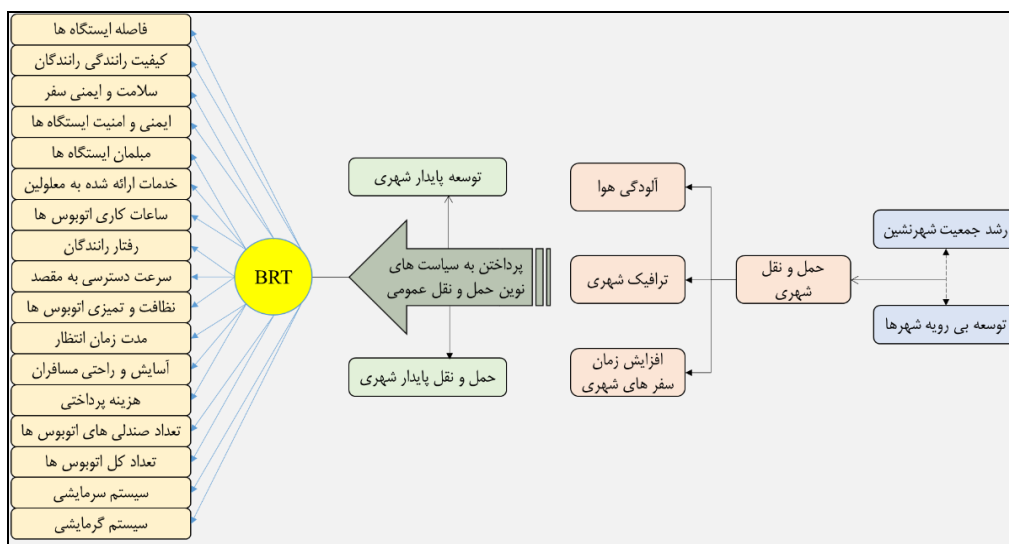 رشد جمعیت شهرنشین
توسعه بی رویه شهرها
حمل و نقل
شهری
آلودگی هوا
ترافیک شهری
افزایش زمان
سفر های شهری
توسعه پایدار شهری
پرداختن به سیاست های
نوین حمل و نقل عمومی
حمل و نقل پایدار شهری
BRT
فاصله ایستگاه ها
کیفیت رانندگی رانندگان
سلامت و ایمنی سفر
ایمنی و امنیت ایستگاه ها
مبلمان ایستگاه ها
خدمات ارائه شده به معلولین
ساعات کاری اتوبوس ها
رفتار رانندگان
سرعت دسترسی به مقصد
نظافت و تمیزی اتوبوس ها
مدت زمان انتظار
آسایش و راحتی مسافران
هزینه پرداختی
تعداد صندلی های اتوبوس ها
تعداد کل اتوبوس ها
سیستم سرمایشی
سیستم گرمایشی